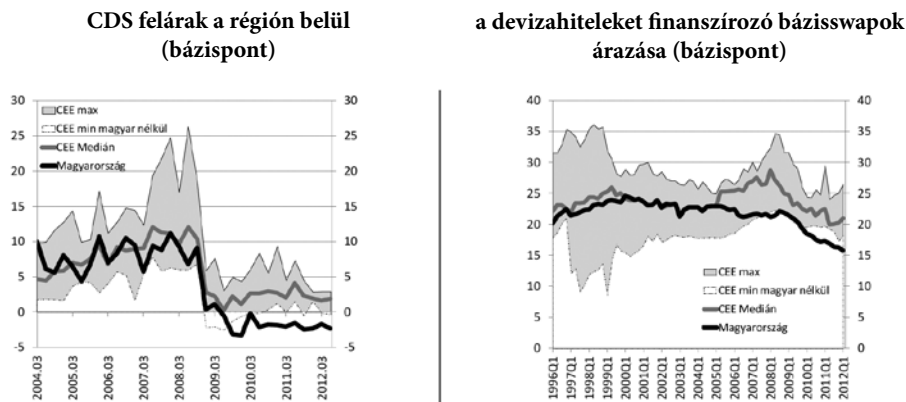 CDS felárak a régión belül
(bázispont)
30
25
20
15
10
5
0
-5
30
25
20
15
10
5
0
-5
CEE max
CEE min magyar nélkül
CEE Medián
Magyarország
2004.03
2005.03
2006.03
2007.03
2008.03
2009.03
2010.03
2011.03
2012.03
a devizahiteleket finanszírozó bázisswapok
árazása (bázispont)
40
35
30
25
20
15
10
5
0
40
35
30
25
20
15
10
5
0
CEE max
CEE min magyar nélkül
CEE Medián
Magyarország
1996Q1
1997Q1
1998Q1
1999Q1
2000Q1
2001Q1
2002Q1
2003Q1
2004Q1
2005Q1
2006Q1
2007Q1
2008Q1
2009Q1
2010Q1
2011Q1
2012Q1